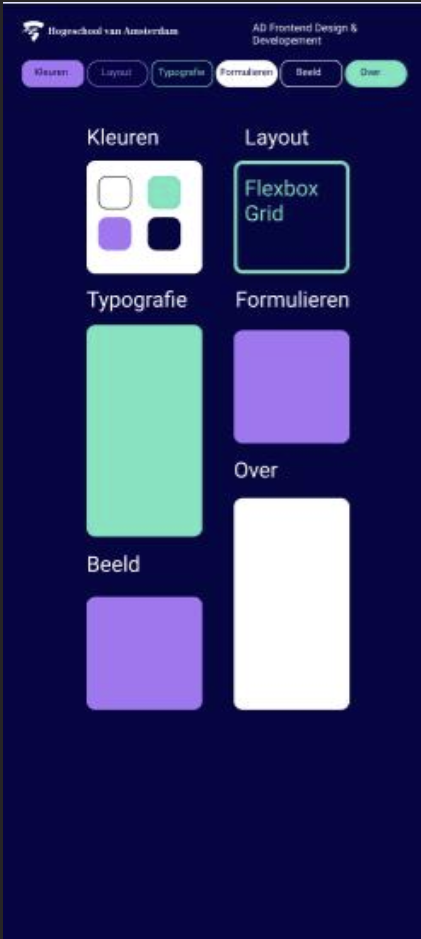 Hogeschool van Amsterdam
AD Frontend Design &
Developement
Kleuren
Layout
Typografie
Formulieren
Beeld
Over
Kleuren
Layout
Flexbox
Grid
Typografie
Formulieren
Over
Beeld